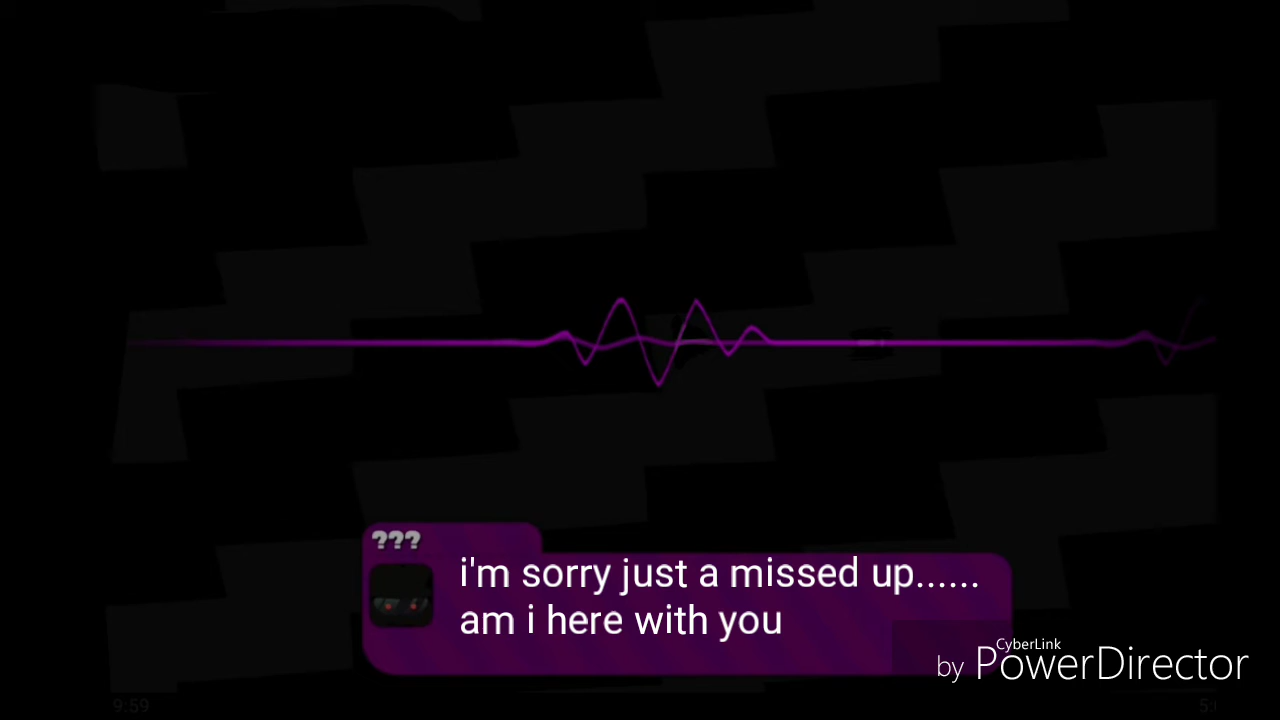 ???
i'm sorry just a missed up......
am i here with you
CyberLink
by PowerDirector
9:59